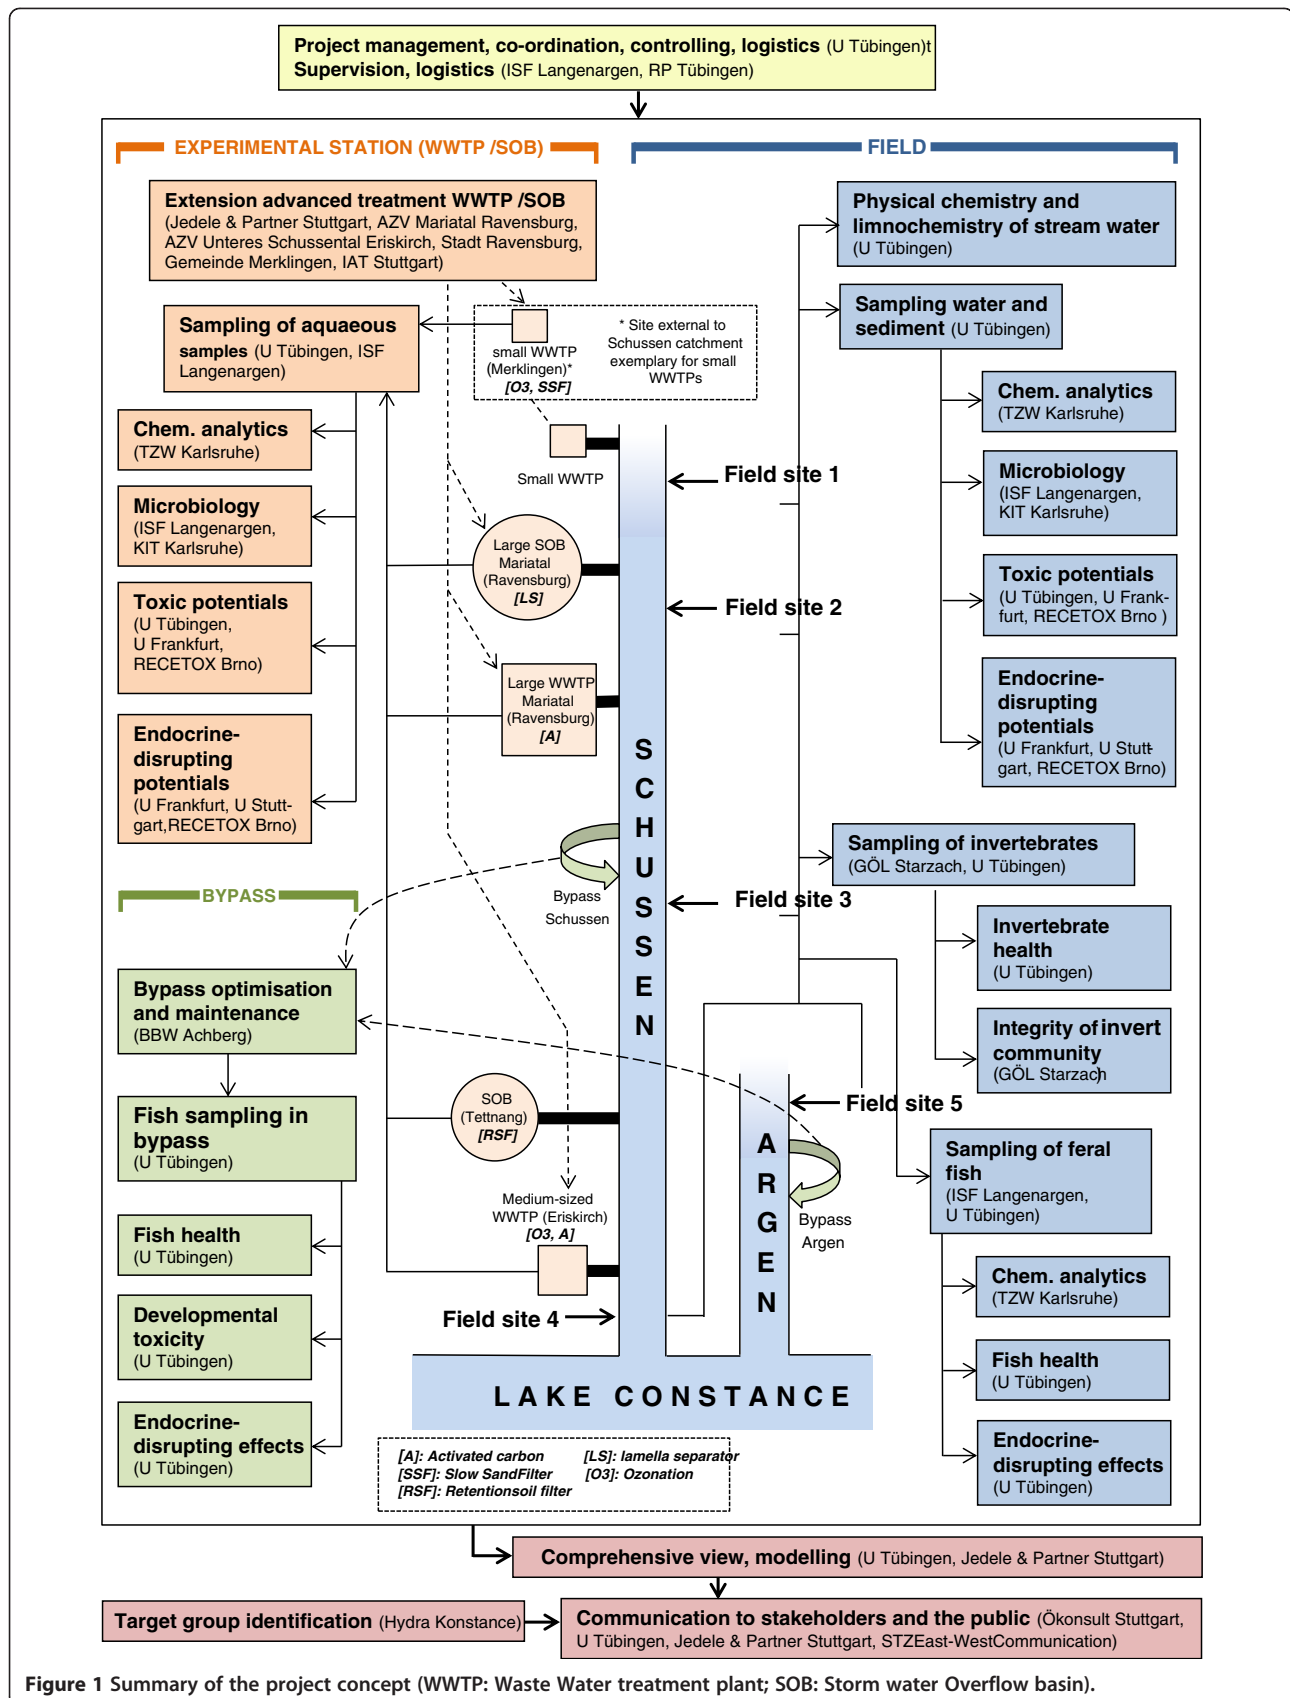 Project management, co-ordination, controlling, logistics (U Tübingen)t
Supervision, logistics (ISF Langenargen, RP Tübingen)
EXPERIMENTAL STATION (WWTP /SOB)
Extension advanced treatment WWTP /SOB
(Jedele & Partner Stuttgart, AZV Mariatal Ravensburg,
AZV Unteres Schussental Eriskirch, Stadt Ravensburg,
Gemeinde Merklingen, IAT Stuttgart)
Sampling of aquaeous
samples (U Tübingen, ISF
Langenargen)
small WWTP
(Merklingen)*
[O3, SSF]
* Site external to
Schussen catchment
exemplary for small
WWTPs
Chem. analytics
(TZW Karlsruhe)
Microbiology
(ISF Langenargen,
KIT Karlsruhe)
Toxic potentials
(U Tübingen,
U Frankfurt,
RECETOX Brno)
Endocrine-
disrupting
potentials
(U Frankfurt, U Stutt-
gart,RECETOX Brno)
Small WWTP
Large SOB
Mariatal
(Ravensburg)
[LS]
Large WWTP
Mariatal
(Ravensburg)
[A]
Bypass
Schussen
SOB
(Tettnang)
[RSF]
Medium-sized
WWTP (Eriskirch)
[O3, A]
Field site 1
Field site 2
Field site 3
Field site 4
Field site 5
SCHUSSEN
ARGEN
Bypass
Argen
LAKE CONSTANCE
BYPASS
Bypass optimisation
and maintenance
(BBW Achberg)
Fish sampling in
bypass
(U Tübingen)
Fish health
(U Tübingen)
Developmental
toxicity
(U Tübingen)
Endocrine-
disrupting effects
(U Tübingen)
FIELD
Physical chemistry and
limnochemistry of stream water
(U Tübingen)
Sampling water and
sediment (U Tübingen)
Chem. analytics
(TZW Karlsruhe)
Microbiology
(ISF Langenargen,
KIT Karlsruhe)
Toxic potentials
(U Tübingen, U Frank-
furt, RECETOX Brno )
Endocrine-
disrupting
potentials
(U Frankfurt, U Stutt-
gart, RECETOX Brno)
Sampling of invertebrates
(GÖL Starzach, U Tübingen)
Invertebrate
health
(U Tübingen)
Integrity of invert
community
(GÖL Starzach)
Sampling of feral
fish
(ISF Langenargen,
U Tübingen)
Chem. analytics
(TZW Karlsruhe)
Fish health
(U Tübingen)
Endocrine-
disrupting effects
(U Tübingen)
[A]: Activated carbon [LS]: lamella separator
[SSF]: Slow SandFilter [O3]: Ozonation
[RSF]: Retentionsoil filter
Comprehensive view, modelling (U Tübingen, Jedele & Partner Stuttgart)
Target group identification (Hydra Konstance)
Communication to stakeholders and the public (Ökonsult Stuttgart,
U Tübingen, Jedele & Partner Stuttgart, STZEast-WestCommunication)
Figure 1 Summary of the project concept (WWTP: Waste Water treatment plant; SOB: Storm water Overflow basin).